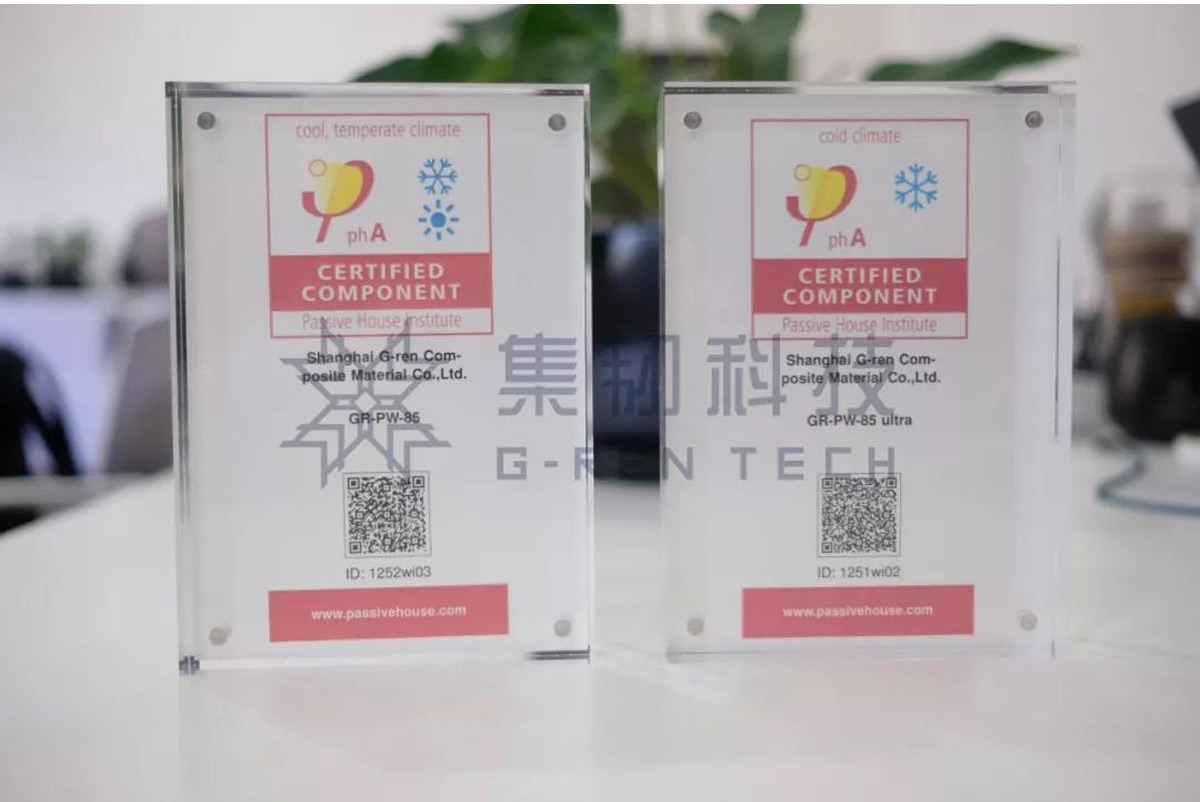 cool, temperate climate
phA
CERTIFIED
COMPONENT
Passive House Institute
Shanghai G-ren Com-
posite Material Co.,Ltd.
GR-PW-85
ID: 1252wi03
www.passivehouse.com
cold climate
phA
CERTIFIED
COMPONENT
Passive House Institute
Shanghai G-ren Com-
posite Material Co.,Ltd.
GR-PW-85 ultra
ID: 1251wi02
www.passivehouse.com
集韧科技
G-REN TECH